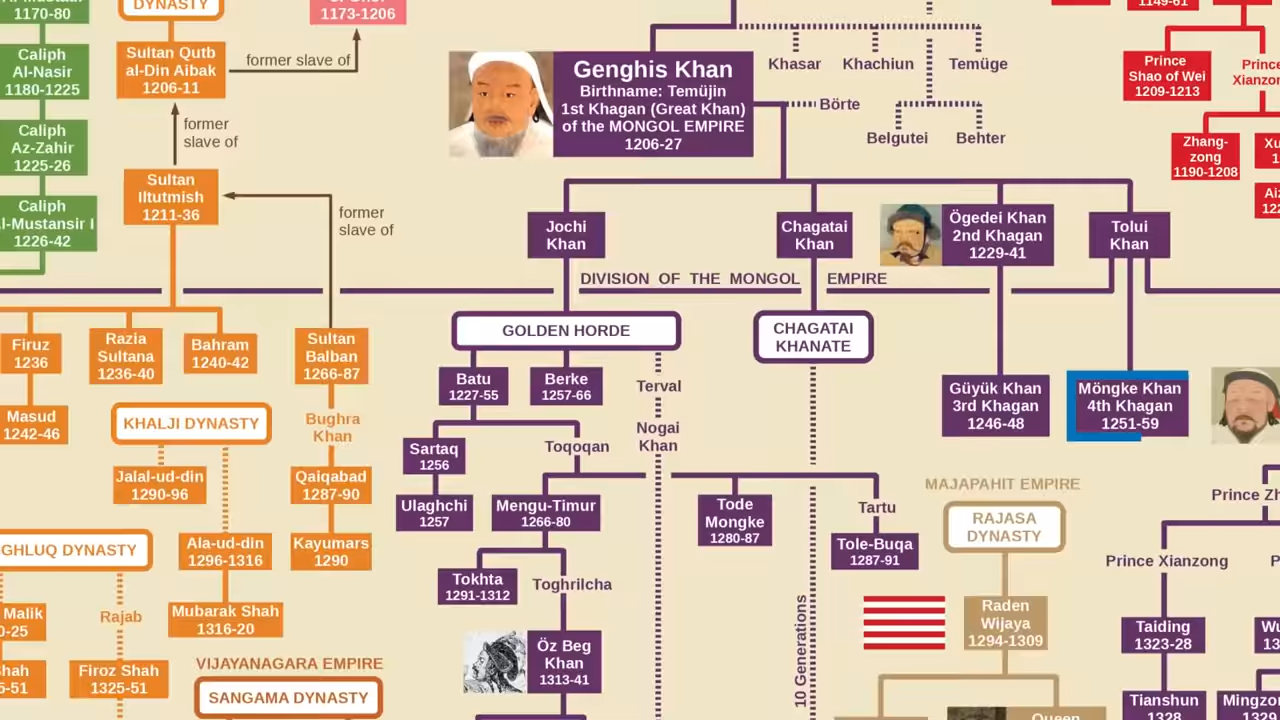 DYNASTY
1170-80
Caliph
Al-Nasir
1180-1225
Caliph
Az-Zahir
1225-26
Caliph
Al-Mustansir I
1226-42
Sultan Qutb
al-Din Aibak
1206-11
former slave of
1173-1206
former
slave of
Sultan
Iltutmish
1211-36
former
slave of
Genghis Khan
Birthname: Temüjin
1st Khagan (Great Khan)
of the MONGOL EMPIRE
1206-27
Khasar
Khachiun
Temüge
Börte
Belgutei
Behter
1149-61
Prince
Shao of Wei
1209-1213
Prince
Zhang-
zong
1190-1208
Jochi
Khan
Chagatai
Khan
Ögedei Khan
2nd Khagan
1229-41
Tolui
Khan
DIVISION OF THE MONGOL EMPIRE
GOLDEN HORDE
CHAGATAI
KHANATE
Firuz
1236
Razia
Sultana
1236-40
Bahram
1240-42
Sultan
Balban
1266-87
Masud
1242-46
KHALJI DYNASTY
Bughra
Khan
Jalal-ud-din
1290-96
Qaiqabad
1287-90
GHLUQ DYNASTY
Ala-ud-din
1296-1316
Kayumars
1290
Malik
Rajab
Mubarak Shah
1316-20
Firoz Shah
1325-51
VIJAYANAGARA EMPIRE
SANGAMA DYNASTY
Batu
1227-55
Berke
1257-66
Terval
Nogai
Khan
Sartaq
1256
Toqoqan
Ulaghchi
1257
Mengu-Timur
1266-80
Tode
Mongke
1280-87
Tartu
Tole-Buqa
1287-91
Tokhta
1291-1312
Toghrilcha
Öz Beg
Khan
1313-41
10 Generations
Güyük Khan
3rd Khagan
1246-48
Möngke Khan
4th Khagan
1251-59
MAJAPAHIT EMPIRE
RAJASA
DYNASTY
Raden
Wijaya
1294-1309
Queen
Prince Zh
Prince Xianzong
Taiding
1323-28
Tianshun
1328